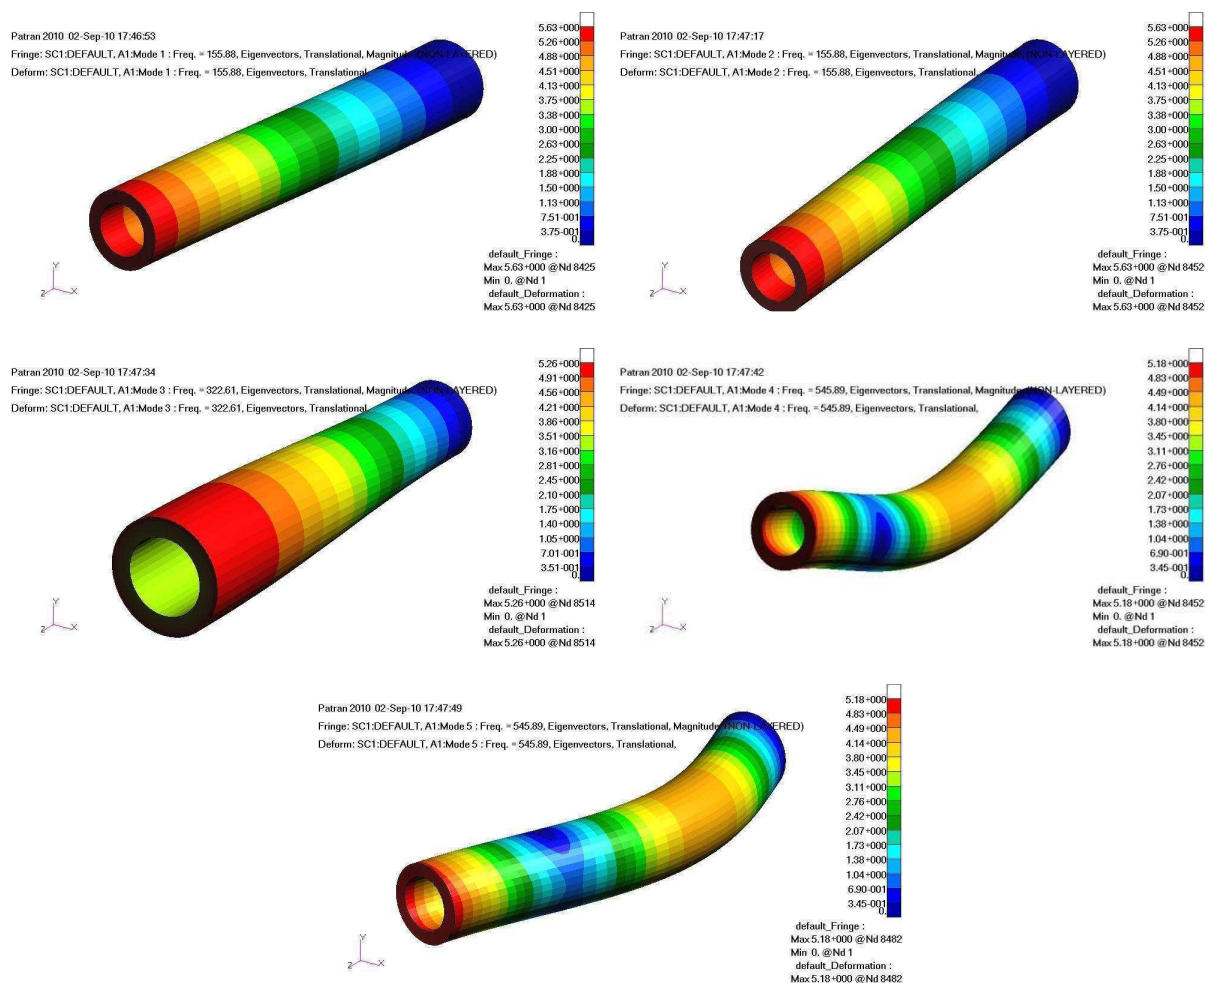 Patran 2010 02-Sep-10 17:46:53
Fringe: SC1:DEFAULT, A1:Mode 1 : Freq. = 155.88, Eigenvectors, Translational, Magnitude, (NON-LAYERED)
Deform: SC1:DEFAULT, A1:Mode 1 : Freq. = 155.88, Eigenvectors, Translational,
5.63+000
5.26+000
4.88+000
4.51+000
4.13+000
3.75+000
3.38+000
3.00+000
2.63+000
2.25+000
1.88+000
1.50+000
1.13+000
7.51-001
3.75-001
0.
default_Fringe :
Max 5.63+000 @Nd 8425
Min 0. @Nd 1
default_Deformation :
Max 5.63+000 @Nd 8425
Y
Z X
Patran 2010 02-Sep-10 17:47:17
Fringe: SC1:DEFAULT, A1:Mode 2 : Freq. = 155.88, Eigenvectors, Translational, Magnitude, (NON-LAYERED)
Deform: SC1:DEFAULT, A1:Mode 2 : Freq. = 155.88, Eigenvectors, Translational,
5.63+000
5.26+000
4.88+000
4.51+000
4.13+000
3.75+000
3.38+000
3.00+000
2.63+000
2.25+000
1.88+000
1.50+000
1.13+000
7.51-001
3.75-001
0.
default_Fringe :
Max 5.63+000 @Nd 8452
Min 0. @Nd 1
default_Deformation :
Max 5.63+000 @Nd 8452
Y
Z X
Patran 2010 02-Sep-10 17:47:34
Fringe: SC1:DEFAULT, A1:Mode 3 : Freq. = 322.61, Eigenvectors, Translational, Magnitude, (NON-LAYERED)
Deform: SC1:DEFAULT, A1:Mode 3 : Freq. = 322.61, Eigenvectors, Translational,
5.26+000
4.91+000
4.56+000
4.21+000
3.86+000
3.51+000
3.16+000
2.81+000
2.45+000
2.10+000
1.75+000
1.40+000
1.05+000
7.01-001
3.51-001
0.
default_Fringe :
Max 5.26+000 @Nd 8514
Min 0. @Nd 1
default_Deformation :
Max 5.26+000 @Nd 8514
Y
Z X
Patran 2010 02-Sep-10 17:47:42
Fringe: SC1:DEFAULT, A1:Mode 4 : Freq. = 545.89, Eigenvectors, Translational, Magnitude, (NON-LAYERED)
Deform: SC1:DEFAULT, A1:Mode 4 : Freq. = 545.89, Eigenvectors, Translational,
5.18+000
4.83+000
4.49+000
4.14+000
3.80+000
3.45+000
3.11+000
2.76+000
2.42+000
2.07+000
1.73+000
1.38+000
1.04+000
6.90-001
3.45-001
0.
default_Fringe :
Max 5.18+000 @Nd 8452
Min 0. @Nd 1
default_Deformation :
Max 5.18+000 @Nd 8452
Y
Z X
Patran 2010 02-Sep-10 17:47:49
Fringe: SC1:DEFAULT, A1:Mode 5 : Freq. = 545.89, Eigenvectors, Translational, Magnitude, (NON-LAYERED)
Deform: SC1:DEFAULT, A1:Mode 5 : Freq. = 545.89, Eigenvectors, Translational,
5.18+000
4.83+000
4.49+000
4.14+000
3.80+000
3.45+000
3.11+000
2.76+000
2.42+000
2.07+000
1.73+000
1.38+000
1.04+000
6.90-001
3.45-001
0.
default_Fringe :
Max 5.18+000 @Nd 8482
Min 0. @Nd 1
default_Deformation :
Max 5.18+000 @Nd 8482
Y
Z X